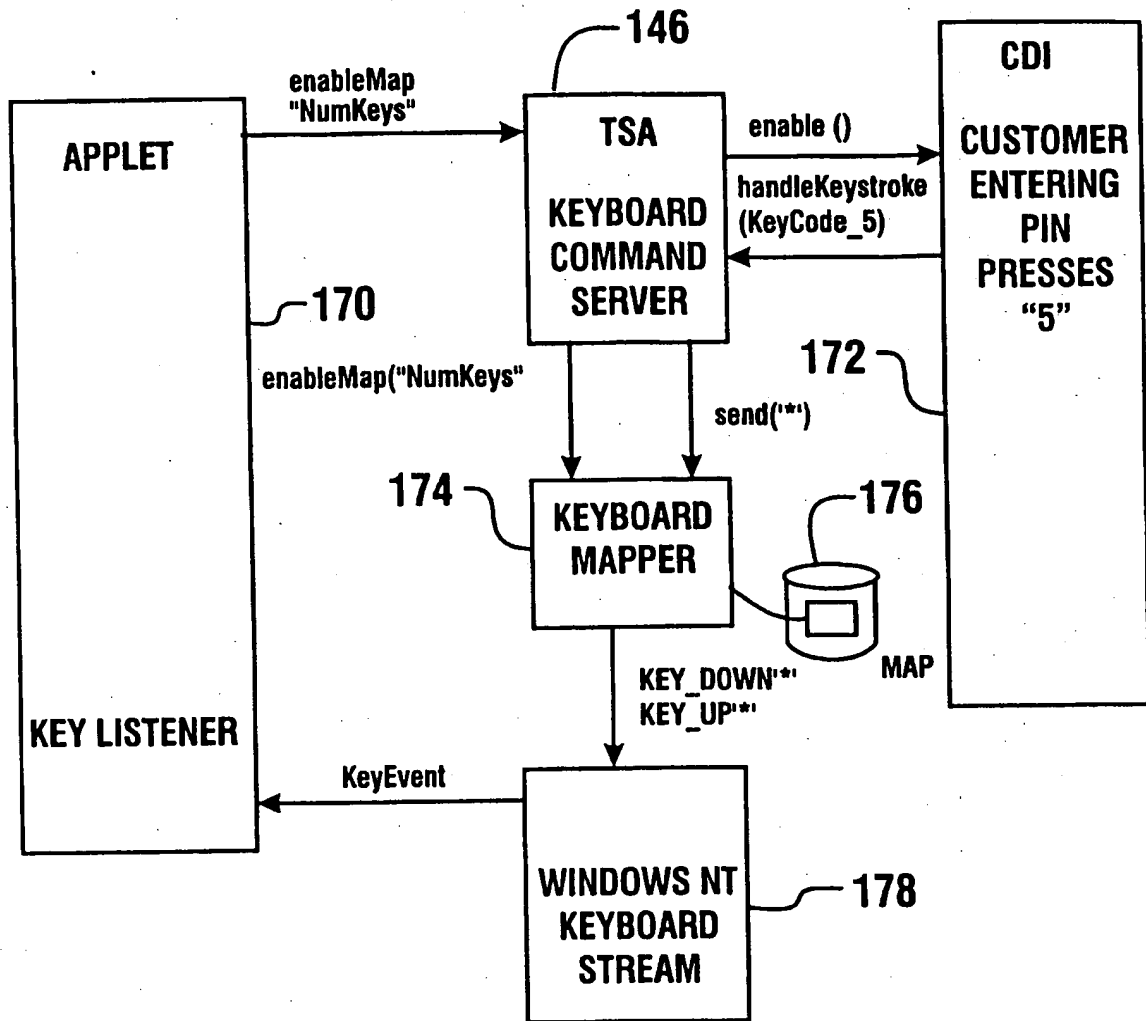 146
enableMap
"NumKeys"
APPLET
TSA
KEYBOARD
COMMAND
SERVER
enable ()
handleKeystroke
(KeyCode_5)
CDI
CUSTOMER
ENTERING
PIN
PRESSES
“5”
170
172
enableMap("NumKeys"
send('*')
174
KEYBOARD
MAPPER
176
MAP
KEY_DOWN'*'
KEY_UP'*'
KEY LISTENER
KeyEvent
WINDOWS NT
KEYBOARD
STREAM
178